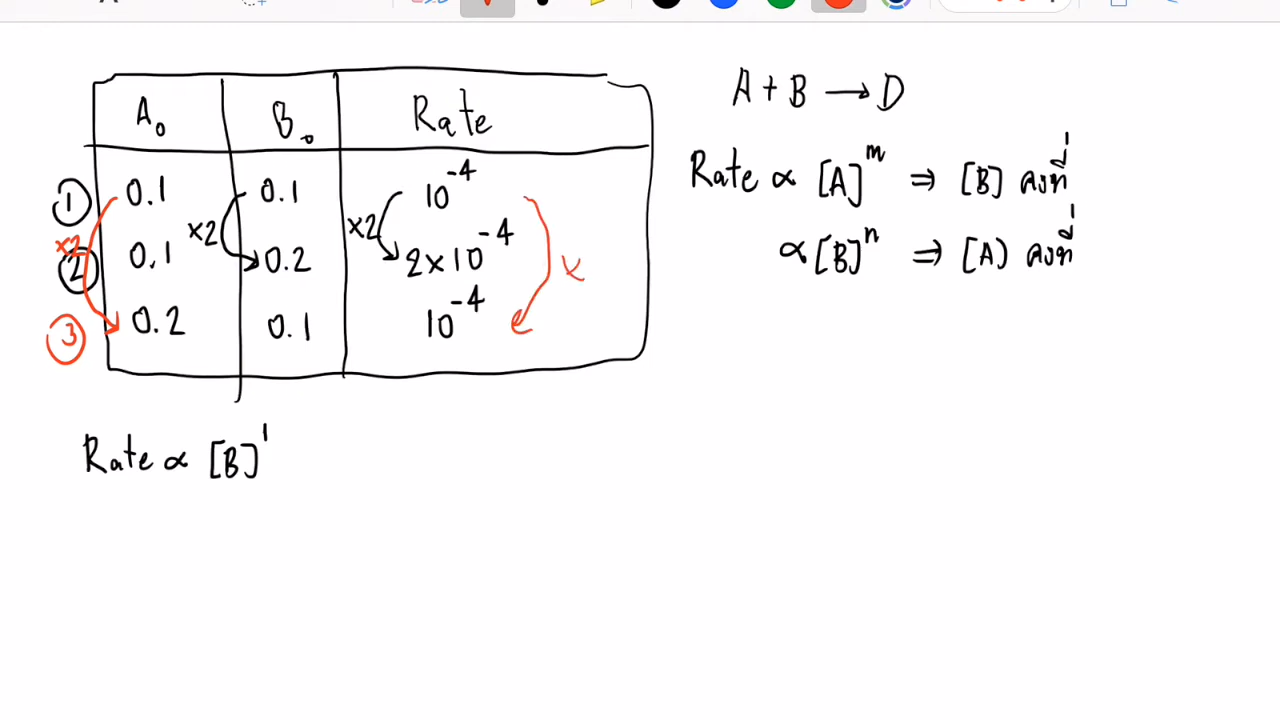 A + B → D
A₀ B₀ Rate
① 0.1 0.1 10⁻⁴
×2 ×2 ×2
② 0.1 0.2 2×10⁻⁴
③ 0.2 0.1 10⁻⁴
Rate ∝ [A]ᵐ ⇒ [B] คงที่
∝ [B]ⁿ ⇒ [A] คงที่
Rate ∝ [B]¹